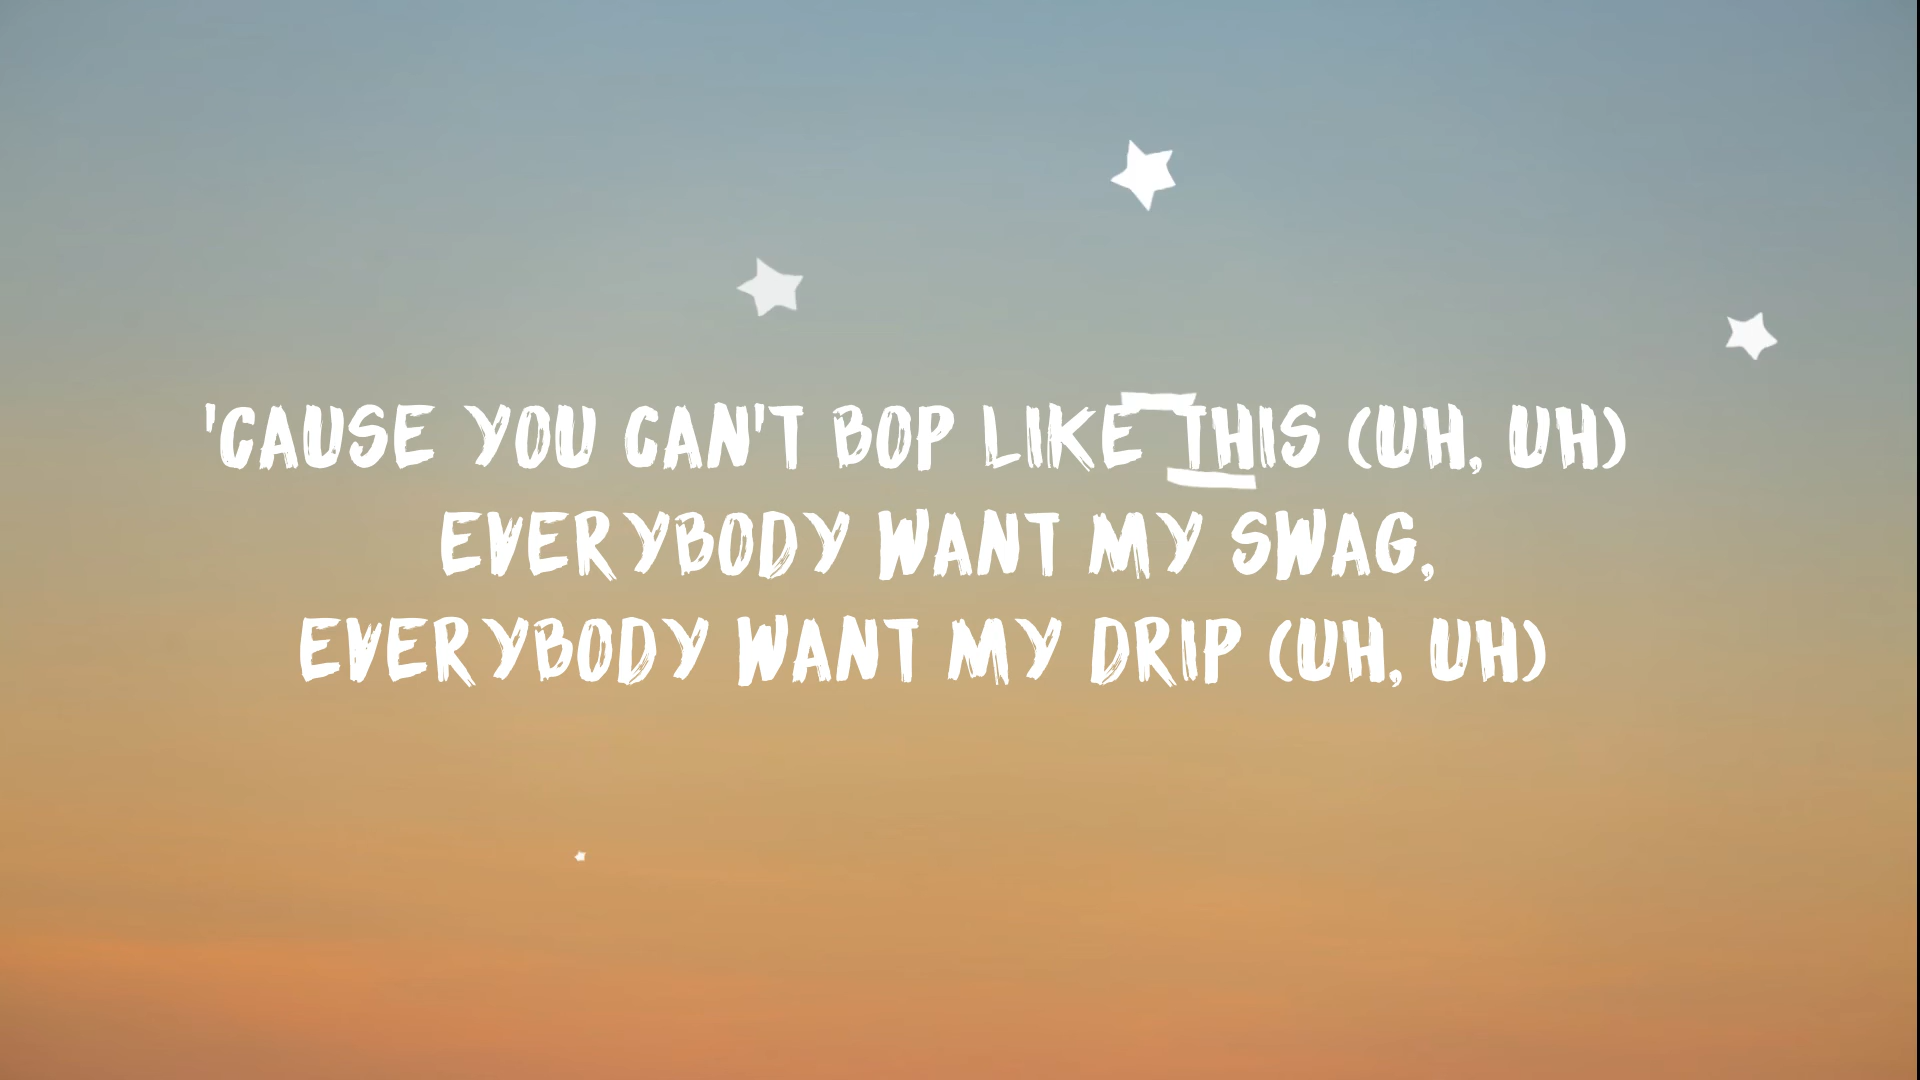 'CAUSE YOU CAN'T BOP LIKE THIS (UH, UH)
EVERYBODY WANT MY SWAG,
EVERYBODY WANT MY DRIP (UH, UH)